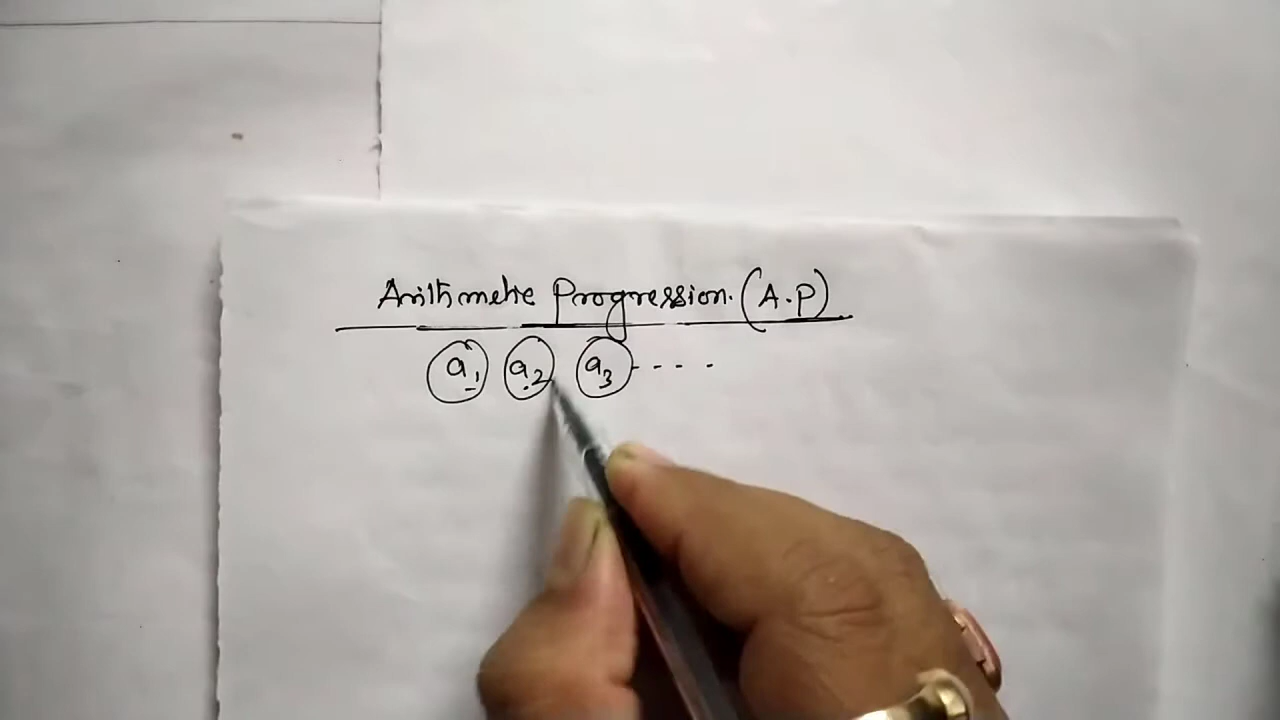 Arithmetic Progression. (A.P)
a₁ a₂ a₃ ....